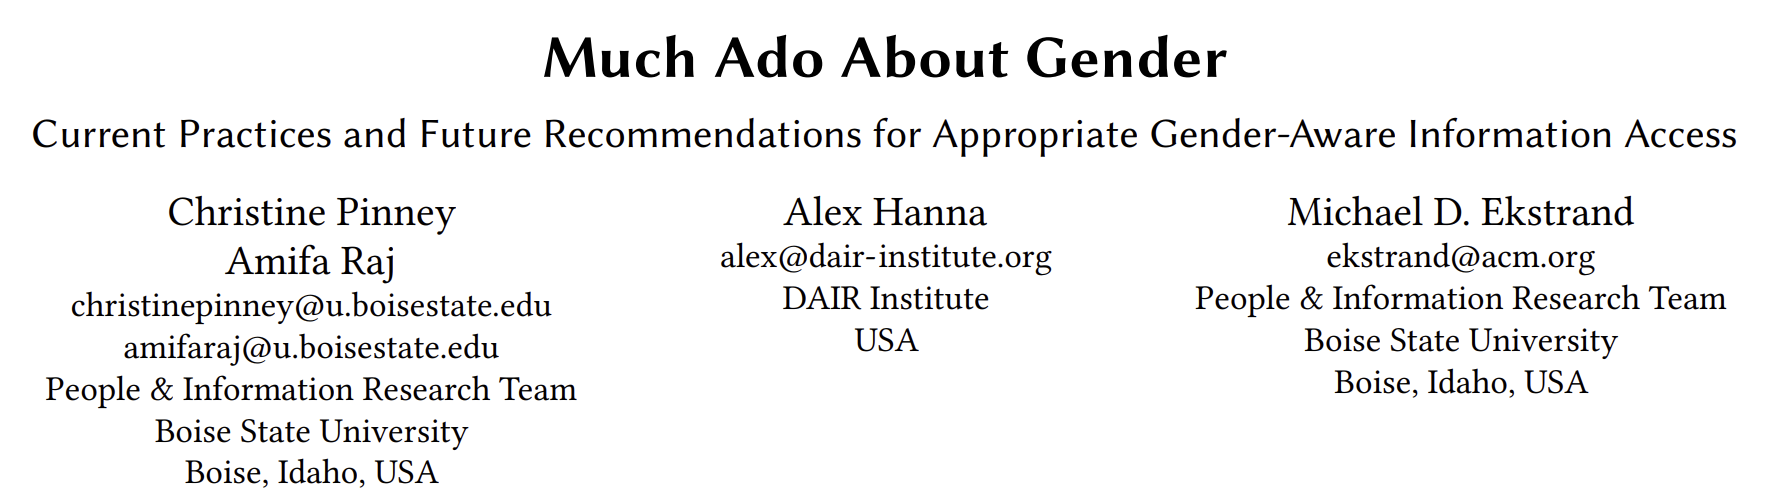 Much Ado About Gender
Current Practices and Future Recommendations for Appropriate Gender-Aware Information Access
Christine Pinney
Amifa Raj
christinepinney@u.boisestate.edu
amifaraj@u.boisestate.edu
People & Information Research Team
Boise State University
Boise, Idaho, USA
Alex Hanna
alex@dair-institute.org
DAIR Institute
USA
Michael D. Ekstrand
ekstrand@acm.org
People & Information Research Team
Boise State University
Boise, Idaho, USA